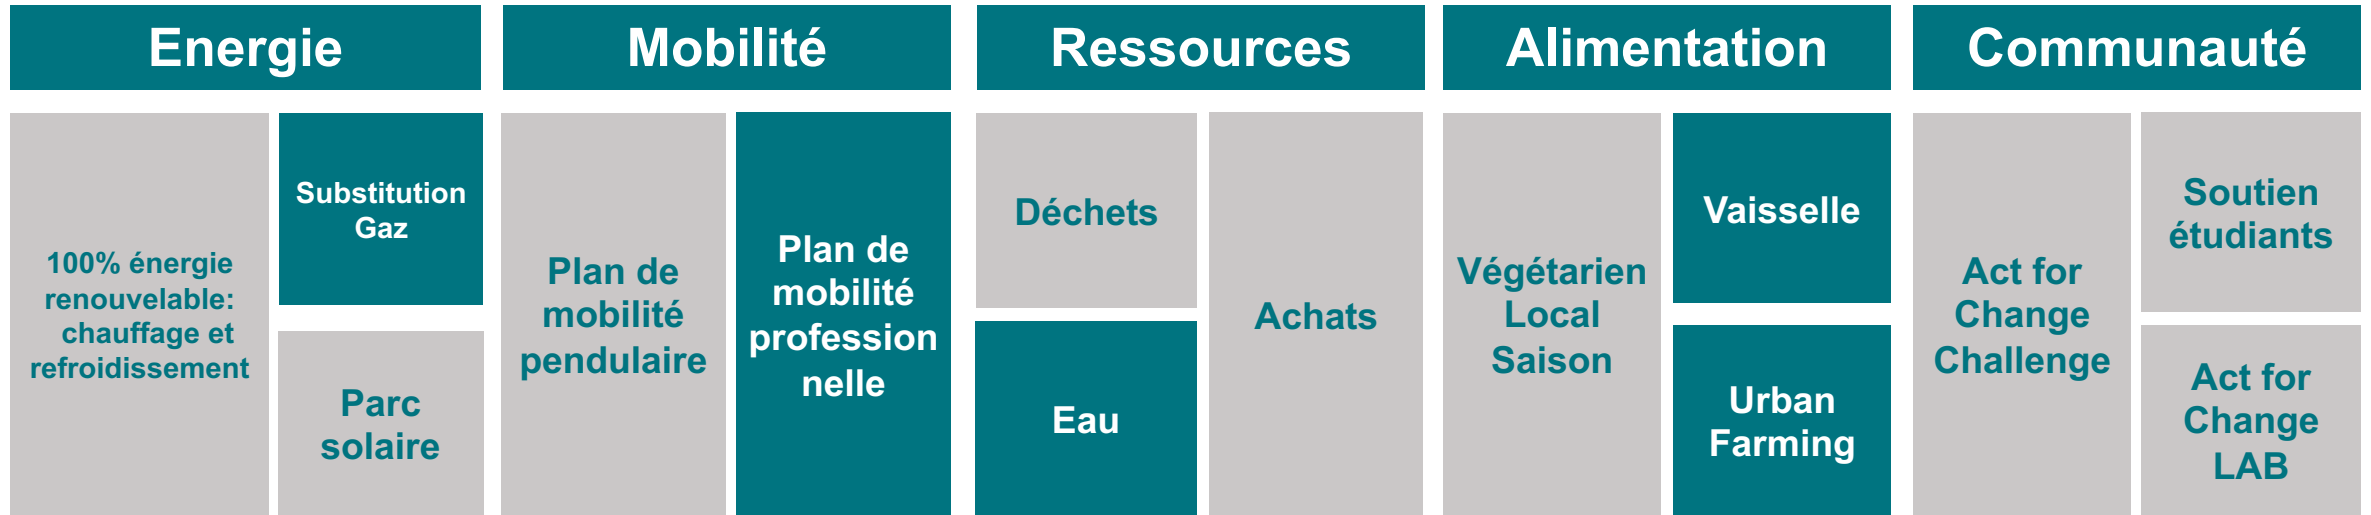 Energie
Mobilité
Ressources
Alimentation
Communauté
100% énergie
renouvelable:
chauffage et
refroidissement
Substitution
Gaz
Parc
solaire
Plan de
mobilité
pendulaire
Plan de
mobilité
profession
nelle
Déchets
Eau
Achats
Végétarien
Local
Saison
Vaisselle
Urban
Farming
Act for
Change
Challenge
Soutien
étudiants
Act for
Change
LAB